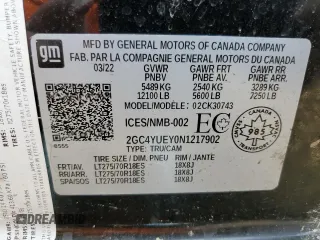 gm
MFD BY GENERAL MOTORS OF CANADA COMPANY
FAB. PAR LA COMPAGNIE GENERAL MOTORS DU CANADA
03/22 GVWR PNBV GAWR FRT PNBE AV. GAWR RR PNBE ARR.
5489 KG 2540 KG 3289 KG
12100 LB 5600 LB 7250 LB
MODEL/MODÈLE: 02CK30743
ICES/NMB-002 EC
985
2GC4YUEY0N1217902
TYPE: TRU/CAM
TIRE / DIM. PNEU RIM / JANTE
FRT/AV. LT275/70R18ES 18X8J
RR/ARR. LT275/70R18ES 18X8J
SPA/SOS LT275/70R18ES 18X8J